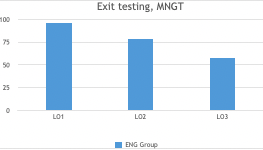 Exit testing, MNGT
100
75
50
25
0
LO1 LO2 LO3
ENG Group